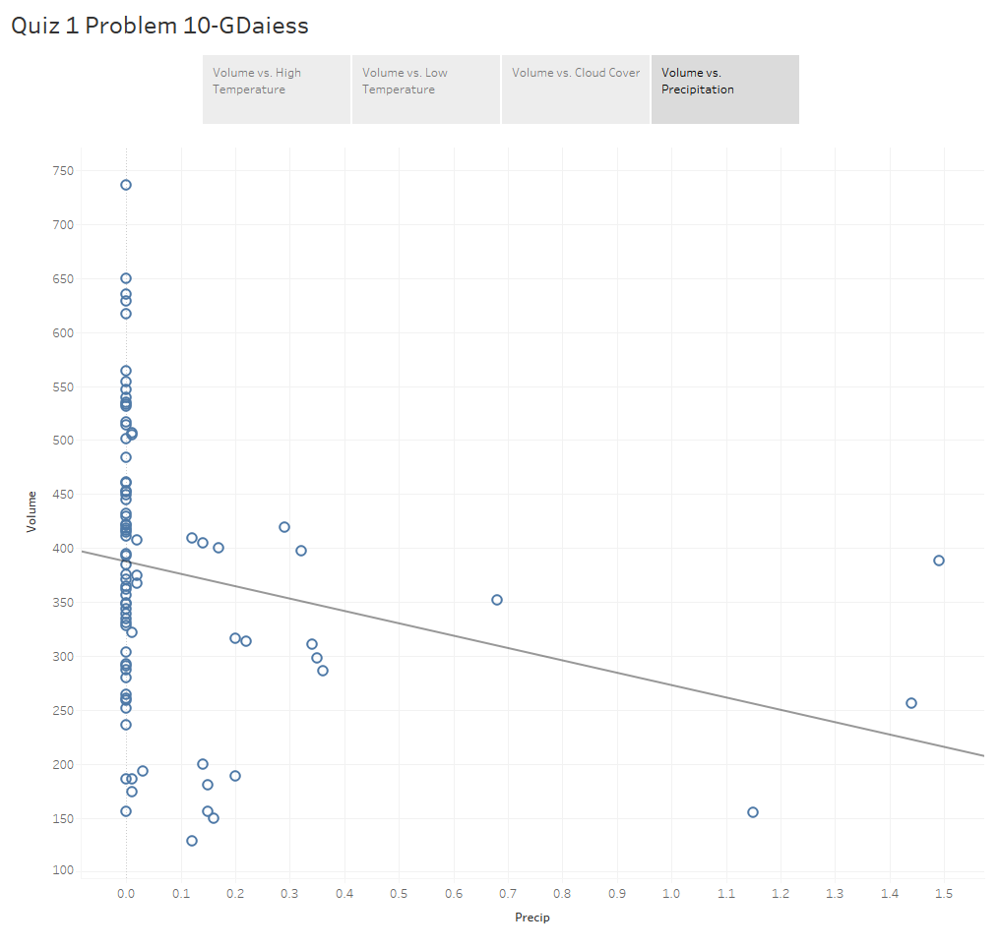 Quiz 1 Problem 10-GDaiess
Volume vs. High
Temperature
Volume vs. Low
Temperature
Volume vs. Cloud Cover
Volume vs.
Precipitation
750
700
650
600
550
500
450
400
350
300
250
200
150
100
Volume
0.0 0.1 0.2 0.3 0.4 0.5 0.6 0.7 0.8 0.9 1.0 1.1 1.2 1.3 1.4 1.5
Precip